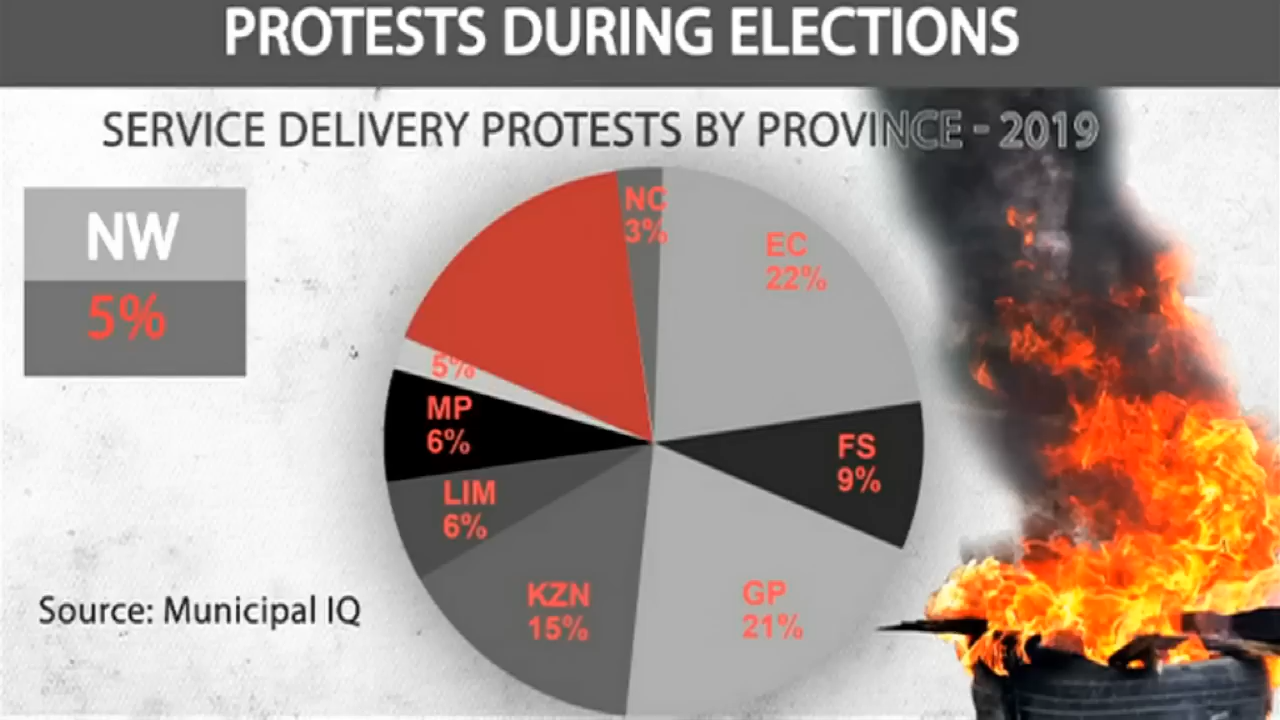 PROTESTS DURING ELECTIONS
SERVICE DELIVERY PROTESTS BY PROVINCE - 2019
NW
5%
NC
3%
EC
22%
5%
MP
6%
FS
9%
LIM
6%
KZN
15%
GP
21%
Source: Municipal IQ